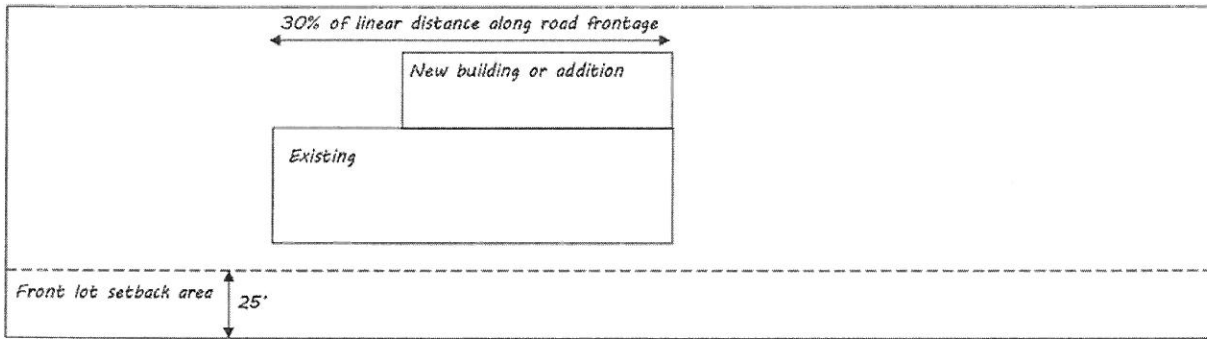 30% of linear distance along road frontage
New building or addition
Existing
Front lot setback area
25'